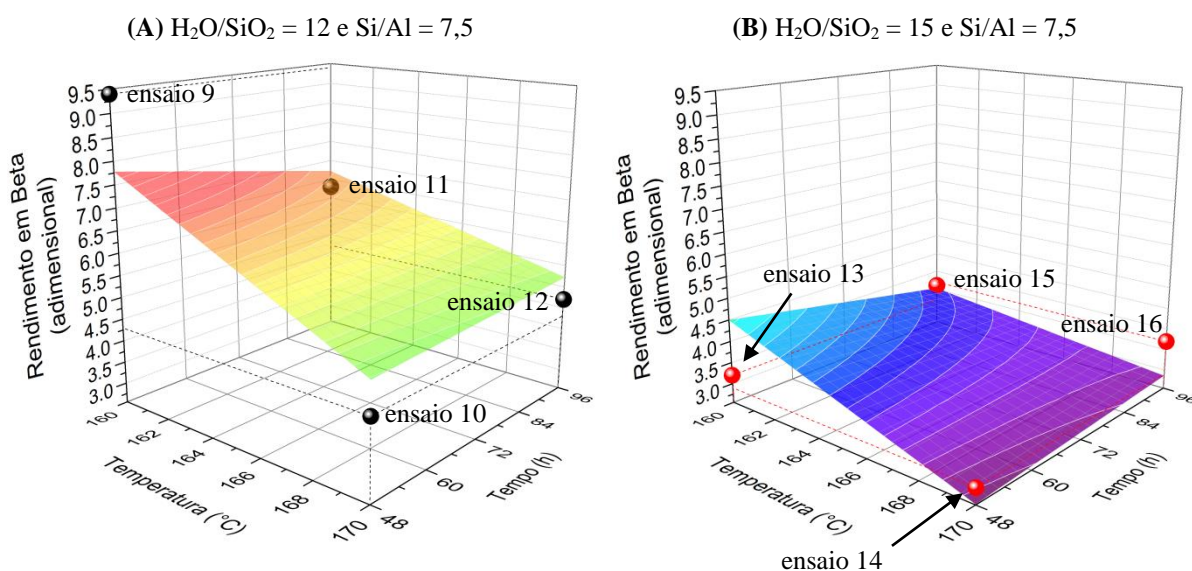 (A) H₂O/SiO₂ = 12 e Si/Al = 7,5
9.5
9.0
8.5
8.0
7.5
7.0
6.5
6.0
5.5
5.0
4.5
4.0
3.5
3.0
Rendimento em Beta
(adimensional)
ensaio 9
ensaio 11
ensaio 12
ensaio 10
160
162
164
166
168
170
Temperatura (°C)
48
60
72
84
96
Tempo (h)
(B) H₂O/SiO₂ = 15 e Si/Al = 7,5
9.5
9.0
8.5
8.0
7.5
7.0
6.5
6.0
5.5
5.0
4.5
4.0
3.5
3.0
Rendimento em Beta
(adimensional)
ensaio 13
ensaio 15
ensaio 16
ensaio 14
160
162
164
166
168
170
Temperatura (°C)
48
60
72
84
96
Tempo (h)